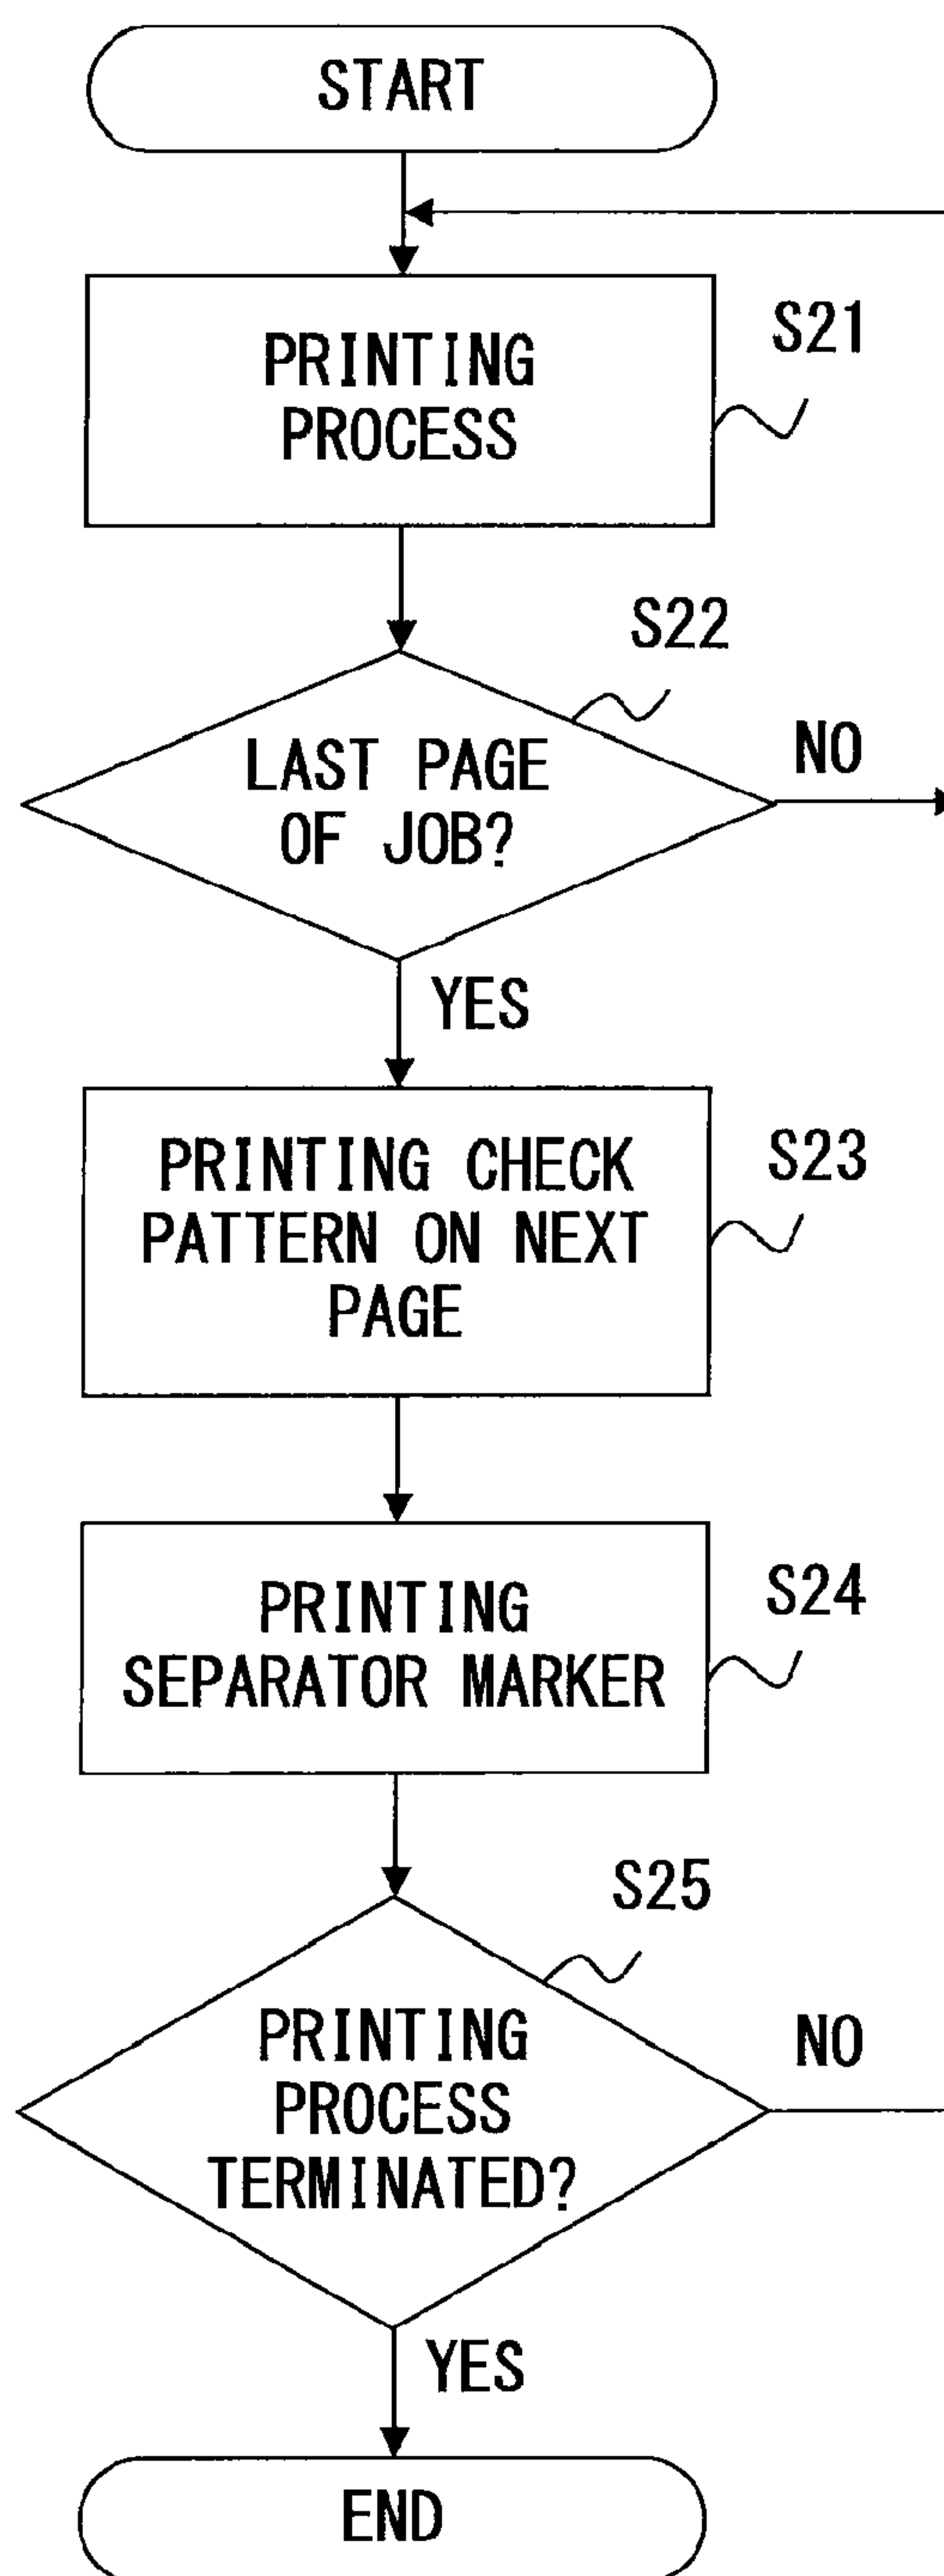 START
PRINTING
PROCESS
S21
S22
LAST PAGE
OF JOB?
NO
YES
PRINTING CHECK
PATTERN ON NEXT
PAGE
S23
PRINTING
SEPARATOR MARKER
S24
S25
PRINTING
PROCESS
TERMINATED?
NO
YES
END